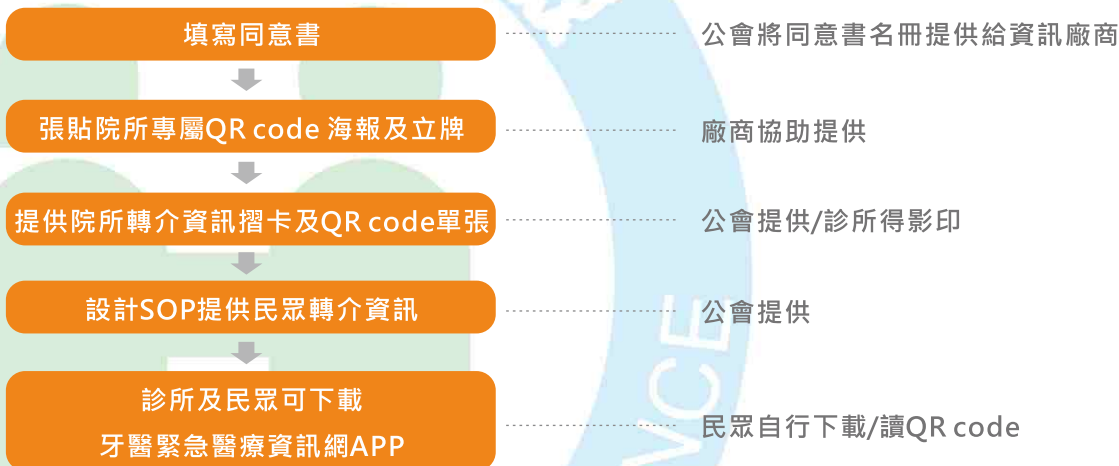 填寫同意書
公會將同意書名冊提供給資訊廠商
張貼院所專屬QR code 海報及立牌
廠商協助提供
提供院所轉介資訊摺卡及QR code單張
公會提供/診所得影印
設計SOP提供民眾轉介資訊
公會提供
診所及民眾可下載
牙醫緊急醫療資訊網APP
民眾自行下載/讀QR code